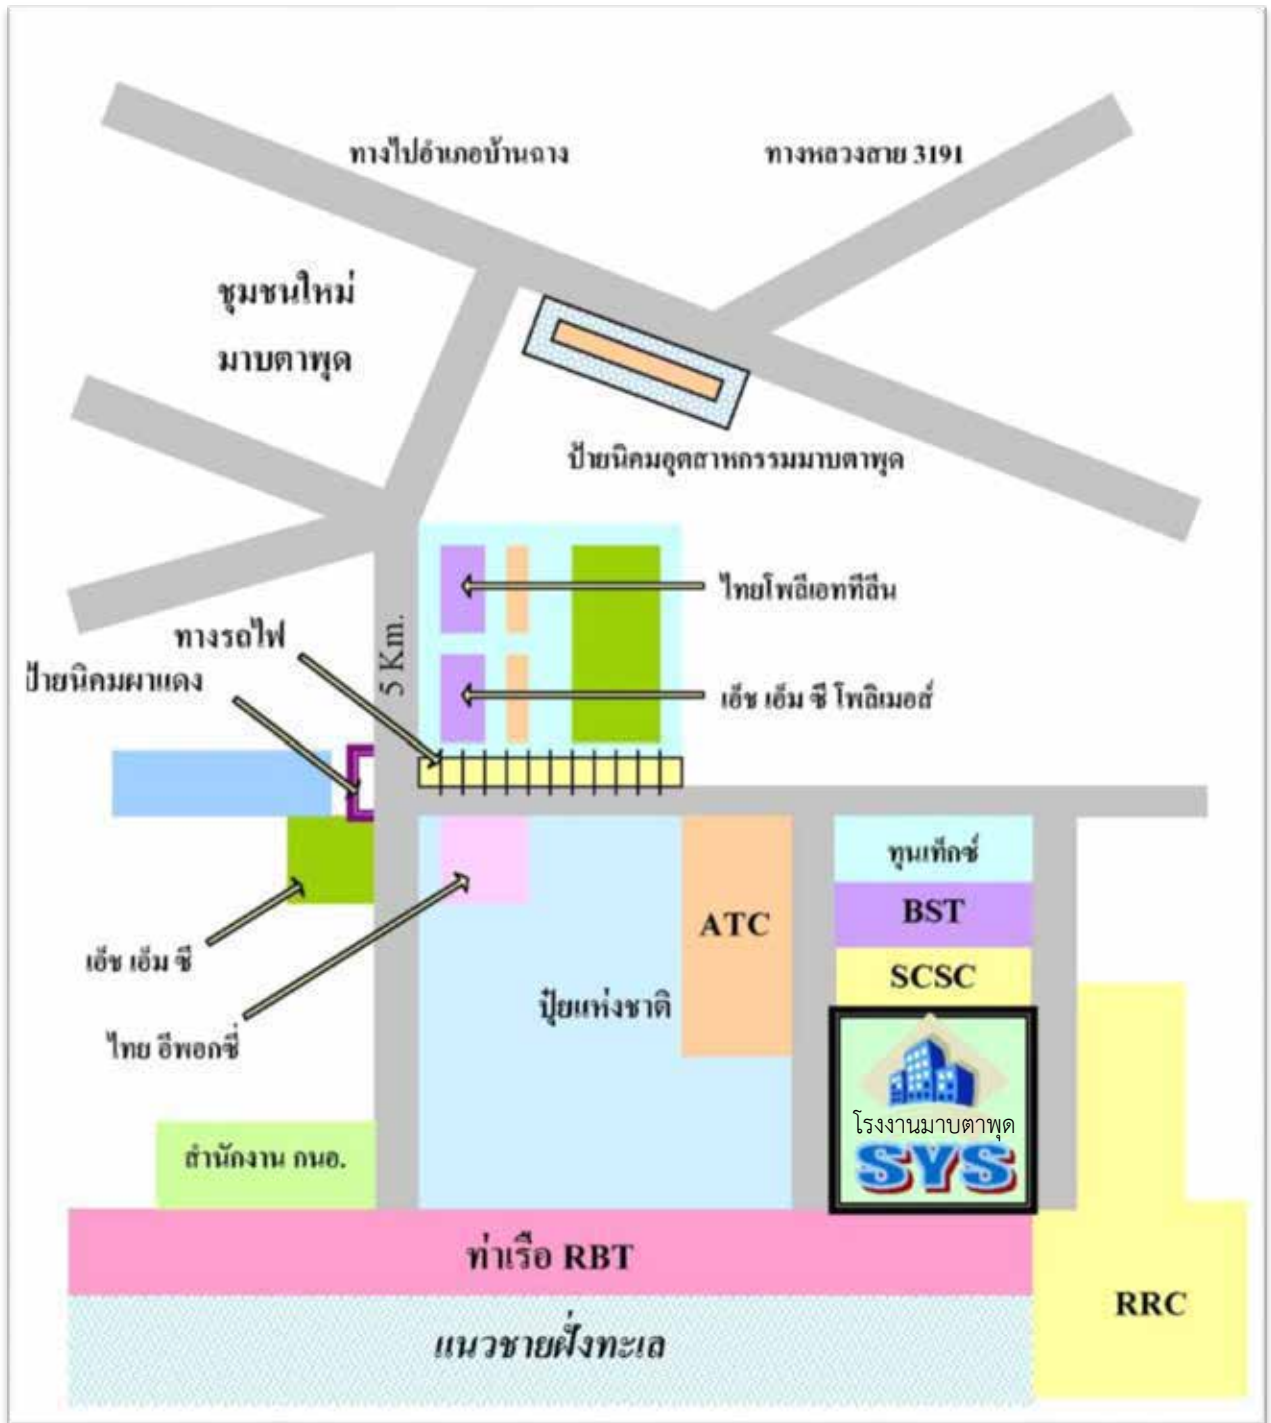 ทางไปอำเภอบ้านฉาง
ทางหลวงสาย 3191
ชุมชนใหม่
มาบตาพุด
ป้ายนิคมอุตสาหกรรมมาบตาพุด
ไทยโพลีเอททีลีน
ทางรถไฟ
5 Km.
ป้ายนิคมผาแดง
เอ็ช เอ็ม ซี โพลิเมอส์
ทุนเท็กซ์
BST
ATC
SCSC
เอ็ช เอ็ม ซี
ปุ๋ยแห่งชาติ
ไทย อีพอกซี่
โรงงานมาบตาพุด
SYS
สำนักงาน กนอ.
ท่าเรือ RBT
RRC
แนวชายฝั่งทะเล